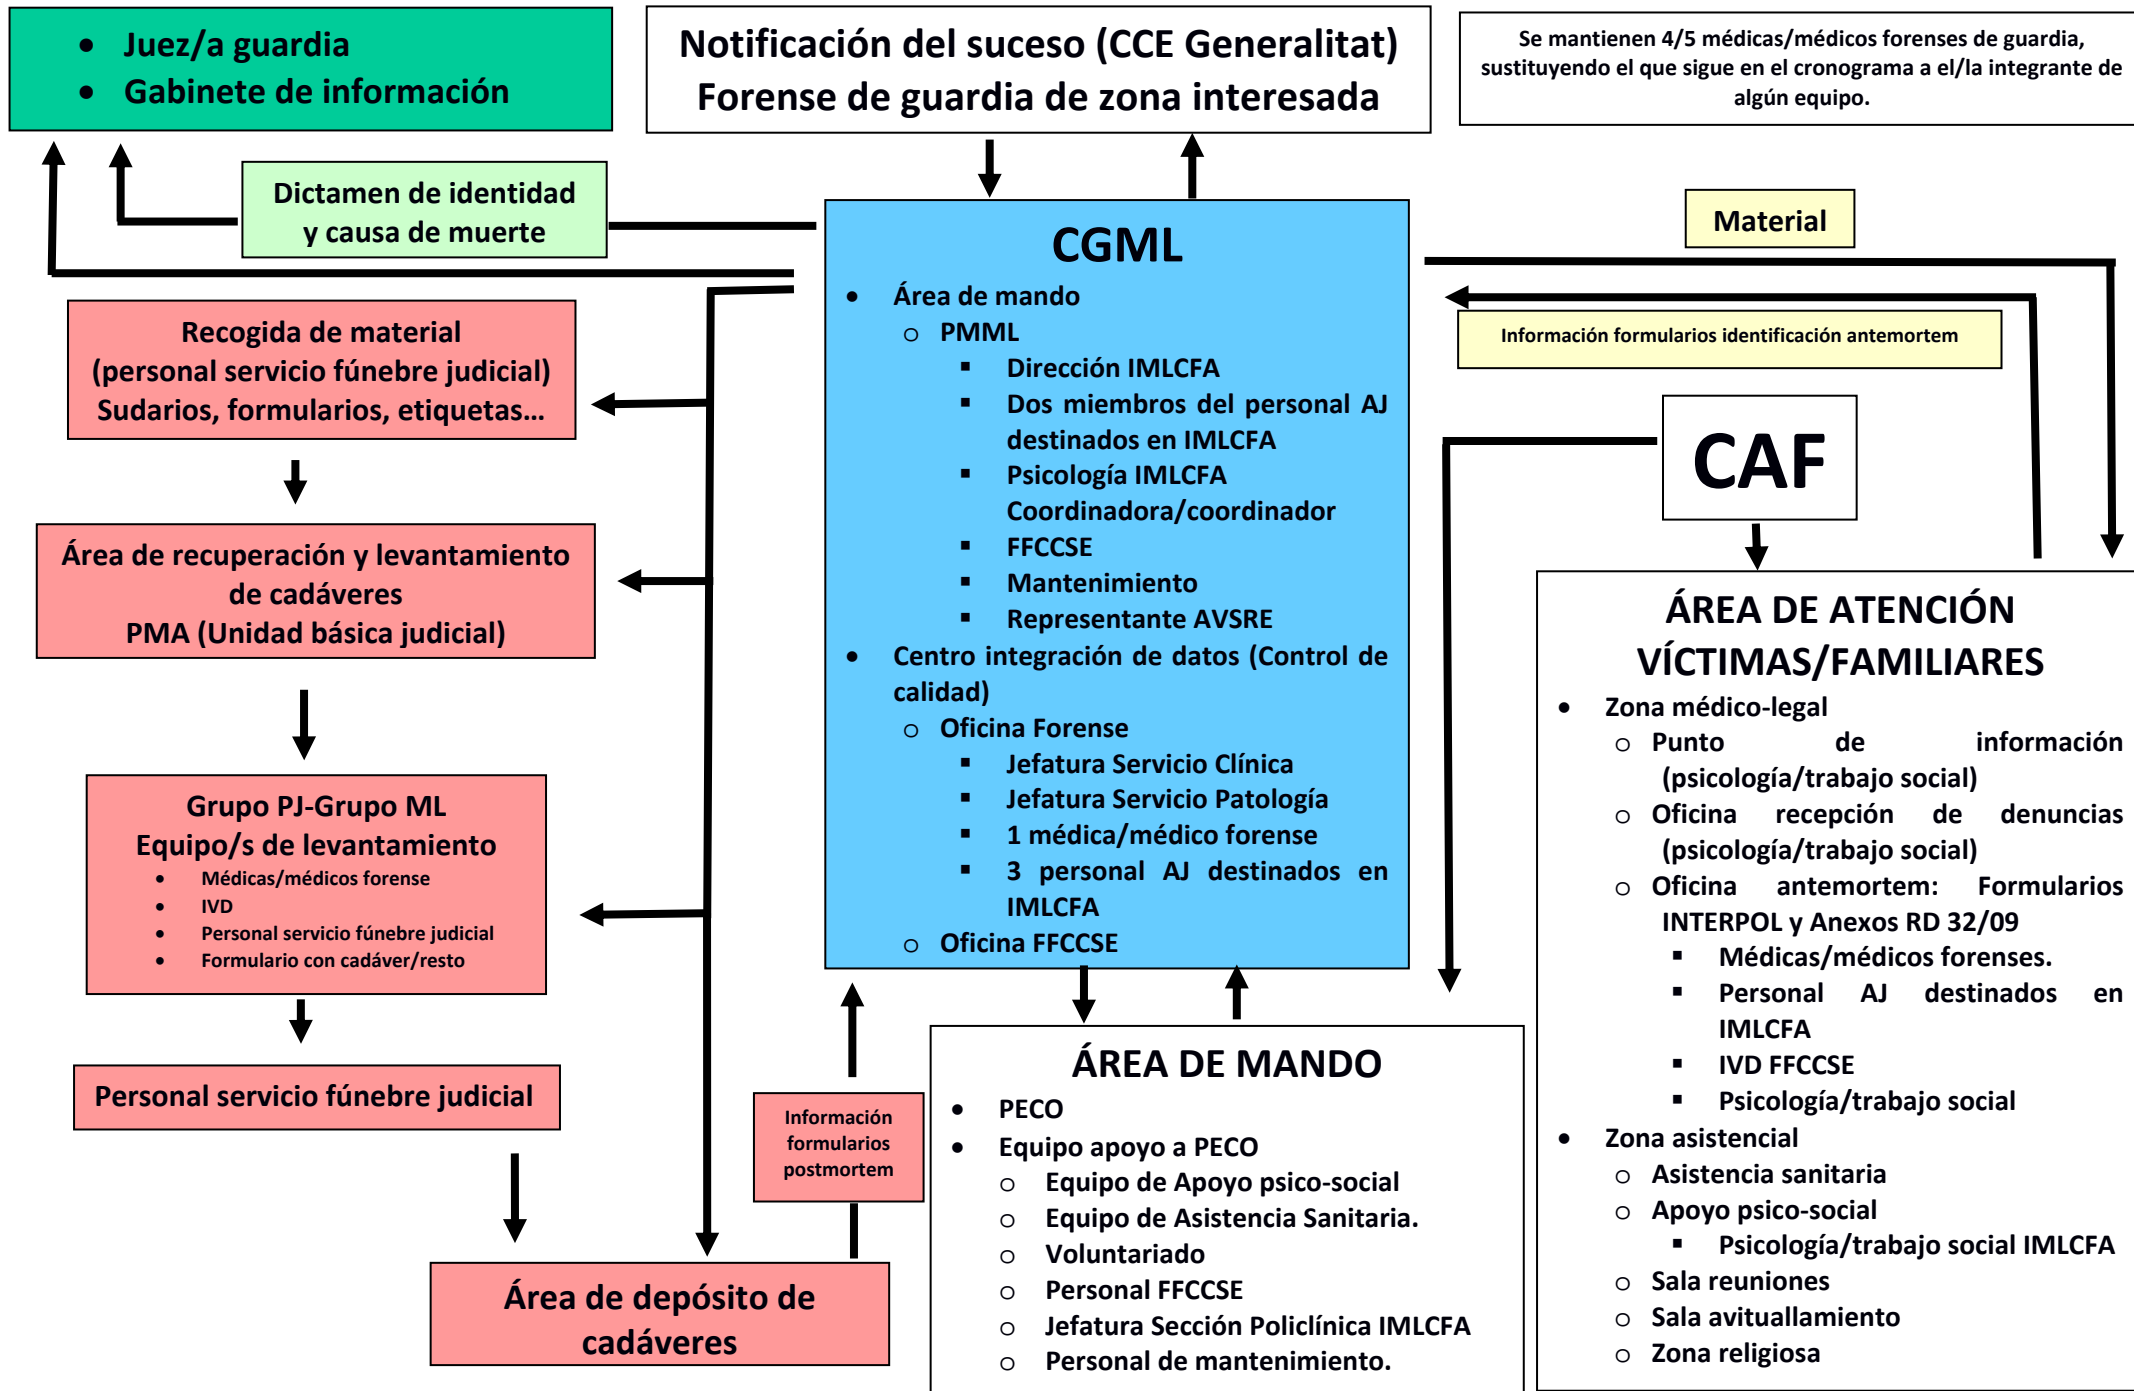 • Juez/a guardia
• Gabinete de información
Notificación del suceso (CCE Generalitat)
Forense de guardia de zona interesada
Se mantienen 4/5 médicas/médicos forenses de guardia,
sustituyendo el que sigue en el cronograma a el/la integrante de
algún equipo.
Dictamen de identidad
y causa de muerte
Material
Información formularios identificación antemortem
CAF
Recogida de material
(personal servicio fúnebre judicial)
Sudarios, formularios, etiquetas...
Área de recuperación y levantamiento
de cadáveres
PMA (Unidad básica judicial)
Grupo PJ-Grupo ML
Equipo/s de levantamiento
• Médicas/médicos forense
• IVD
• Personal servicio fúnebre judicial
• Formulario con cadáver/resto
Personal servicio fúnebre judicial
Área de depósito de
cadáveres
Información
formularios
postmortem
CGML
• Área de mando
o PMML
▪ Dirección IMLCFA
▪ Dos miembros del personal AJ
destinados en IMLCFA
▪ Psicología IMLCFA
Coordinadora/coordinador
▪ FFCCSE
▪ Mantenimiento
▪ Representante AVSRE
• Centro integración de datos (Control de
calidad)
o Oficina Forense
▪ Jefatura Servicio Clínica
▪ Jefatura Servicio Patología
▪ 1 médica/médico forense
▪ 3 personal AJ destinados en
IMLCFA
o Oficina FFCCSE
ÁREA DE MANDO
• PECO
• Equipo apoyo a PECO
o Equipo de Apoyo psico-social
o Equipo de Asistencia Sanitaria.
o Voluntariado
o Personal FFCCSE
o Jefatura Sección Policlínica IMLCFA
o Personal de mantenimiento.
ÁREA DE ATENCIÓN
VÍCTIMAS/FAMILIARES
• Zona médico-legal
o Punto de información
(psicología/trabajo social)
o Oficina recepción de denuncias
(psicología/trabajo social)
o Oficina antemortem: Formularios
INTERPOL y Anexos RD 32/09
▪ Médicas/médicos forenses.
▪ Personal AJ destinados en
IMLCFA
▪ IVD FFCCSE
▪ Psicología/trabajo social
• Zona asistencial
o Asistencia sanitaria
o Apoyo psico-social
▪ Psicología/trabajo social IMLCFA
o Sala reuniones
o Sala avituallamiento
o Zona religiosa